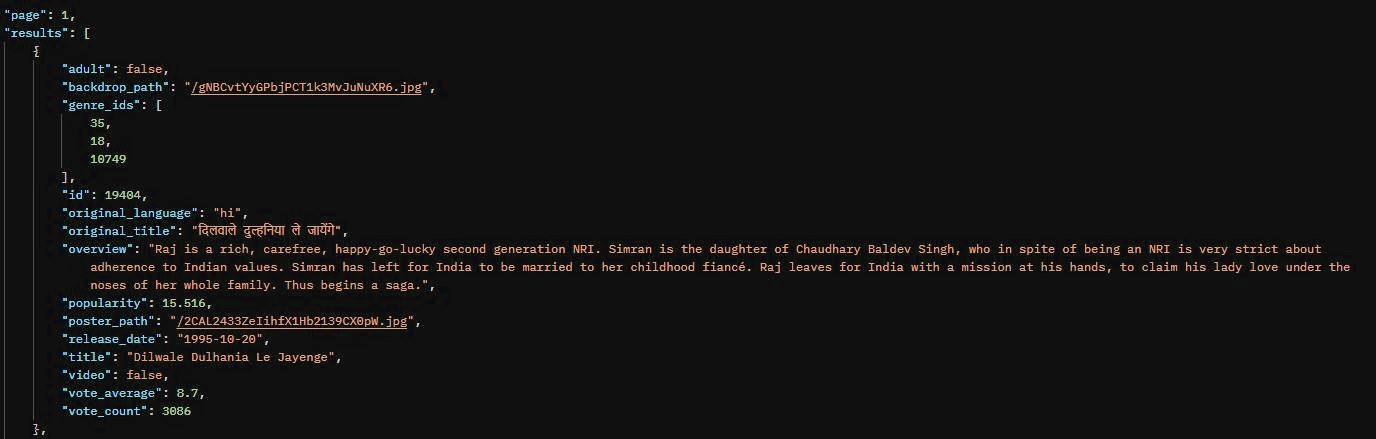 "page": 1,
"results": [
{
"adult": false,
"backdrop_path": "/gNBCvtYyGPbjPCT1k3MvJuNuXR6.jpg",
"genre_ids": [
35,
18,
10749
],
"id": 19404,
"original_language": "hi",
"original_title": "दिलवाले दुल्हनिया ले जायेंगे",
"overview": "Raj is a rich, carefree, happy-go-lucky second generation NRI. Simran is the daughter of Chaudhary Baldev Singh, who in spite of being an NRI is very strict about
adherence to Indian values. Simran has left for India to be married to her childhood fiancé. Raj leaves for India with a mission at his hands, to claim his lady love under the
noses of her whole family. Thus begins a saga.",
"popularity": 15.516,
"poster_path": "/2CAL2433ZeIihfX1Hb2139CX0pW.jpg",
"release_date": "1995-10-20",
"title": "Dilwale Dulhania Le Jayenge",
"video": false,
"vote_average": 8.7,
"vote_count": 3086
},